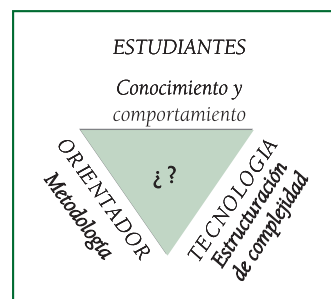 ESTUDIANTES
Conocimiento y
comportamiento
¿ ?
ORIENTADOR
Metodología
TECNOLOGIA
Estructuración
de complejidad